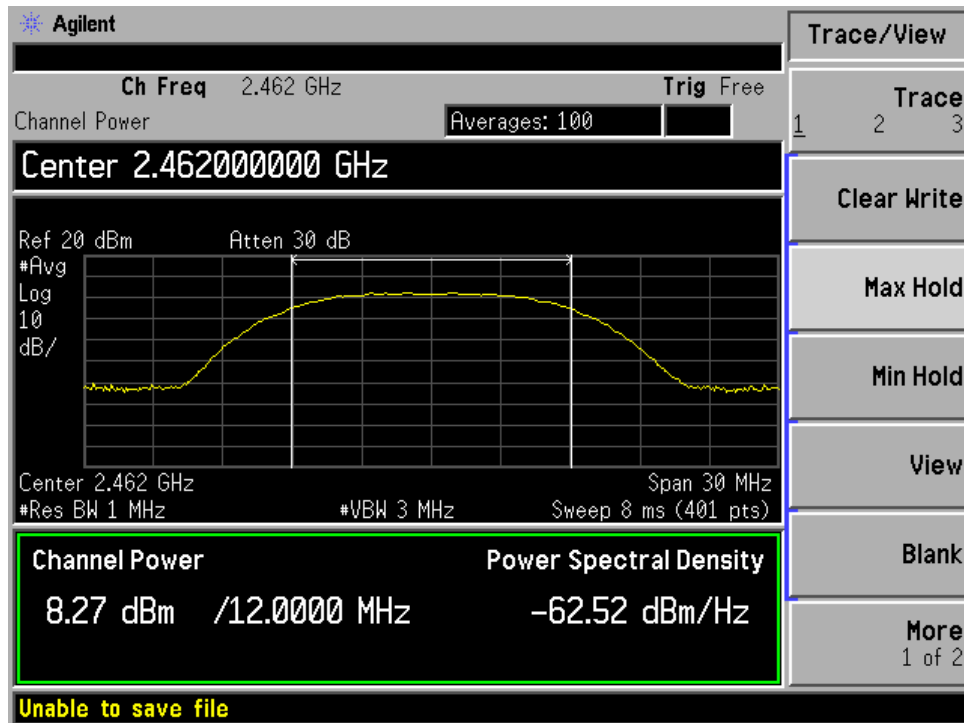 Agilent
Ch Freq 2.462 GHz Trig Free
Channel Power Averages: 100
Center 2.462000000 GHz
Ref 20 dBm Atten 30 dB
#Avg
Log
10
dB/
Center 2.462 GHz Span 30 MHz
#Res BW 1 MHz #VBW 3 MHz Sweep 8 ms (401 pts)
Channel Power Power Spectral Density
8.27 dBm /12.0000 MHz -62.52 dBm/Hz
Unable to save file
Trace/View
Trace
1 2 3
Clear Write
Max Hold
Min Hold
View
Blank
More
1 of 2